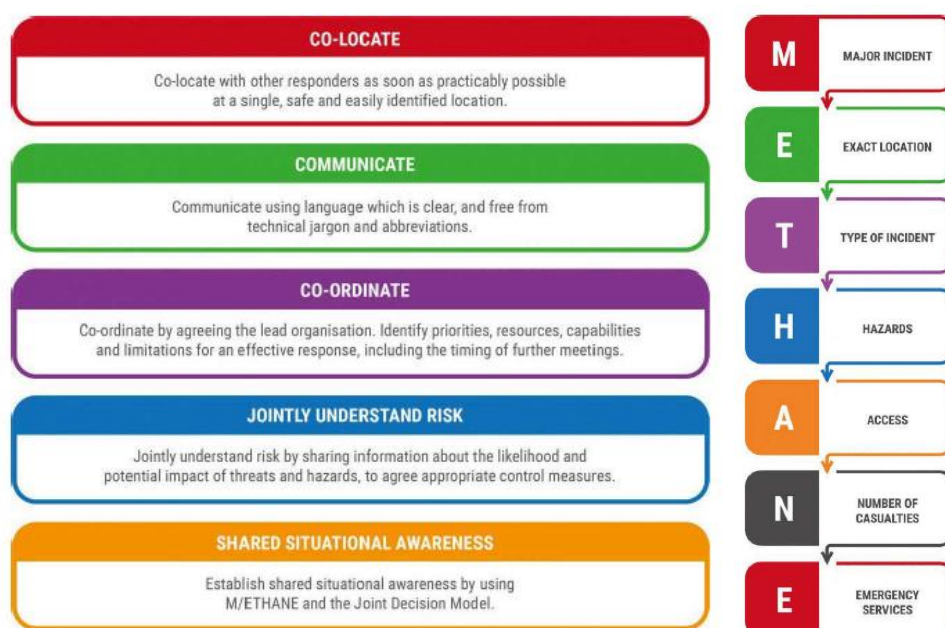 CO-LOCATE
Co-locate with other responders as soon as practicably possible
at a single, safe and easily identified location.
COMMUNICATE
Communicate using language which is clear, and free from
technical jargon and abbreviations.
CO-ORDINATE
Co-ordinate by agreeing the lead organisation. Identify priorities, resources, capabilities
and limitations for an effective response, including the timing of further meetings.
JOINTLY UNDERSTAND RISK
Jointly understand risk by sharing information about the likelihood and
potential impact of threats and hazards, to agree appropriate control measures.
SHARED SITUATIONAL AWARENESS
Establish shared situational awareness by using
M/ETHANE and the Joint Decision Model.
M
MAJOR INCIDENT
E
EXACT LOCATION
T
TYPE OF INCIDENT
H
HAZARDS
A
ACCESS
N
NUMBER OF
CASUALTIES
E
EMERGENCY
SERVICES